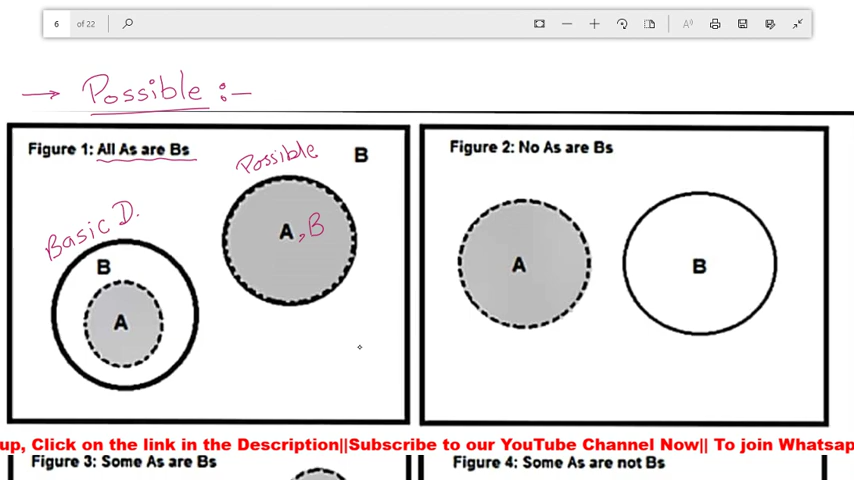 6 of 22
→ Possible :-
Figure 1: All As are Bs
Possible
B
Basic D.
A, B
B
A
Figure 2: No As are Bs
A
B
up, Click on the link in the Description||Subscribe to our YouTube Channel Now|| To join Whatsap
Figure 3: Some As are Bs
Figure 4: Some As are not Bs